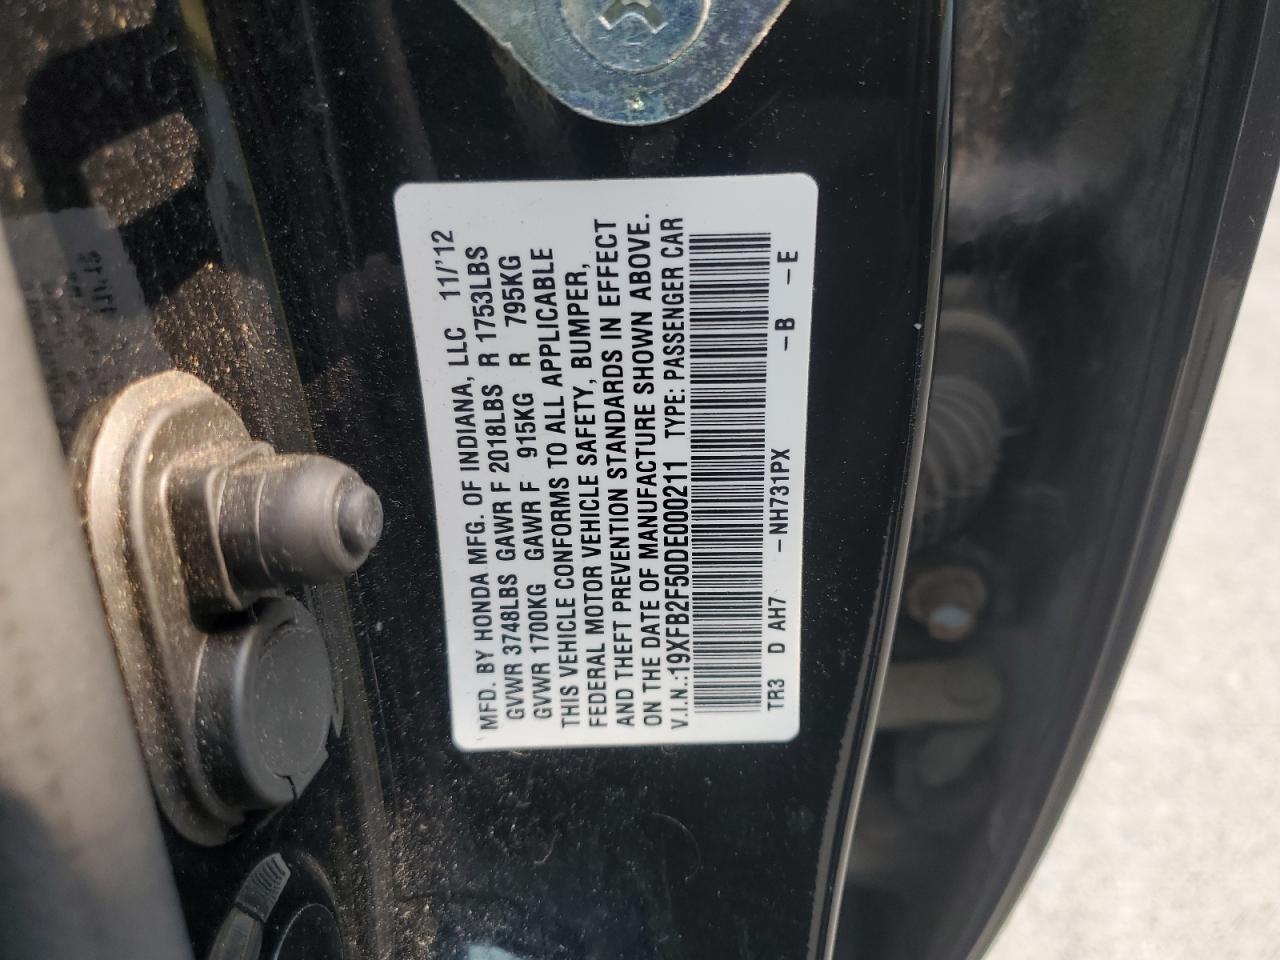 MFD. BY HONDA MFG. OF INDIANA, LLC 11/'12
GVWR 3748LBS GAWR F 2018LBS R 1753LBS
GVWR 1700KG GAWR F 915KG R 795KG
THIS VEHICLE CONFORMS TO ALL APPLICABLE
FEDERAL MOTOR VEHICLE SAFETY, BUMPER,
AND THEFT PREVENTION STANDARDS IN EFFECT
ON THE DATE OF MANUFACTURE SHOWN ABOVE.
V.I.N.:19XFB2F50DE000211 TYPE: PASSENGER CAR
TR3 D AH7 -NH731PX -B -E